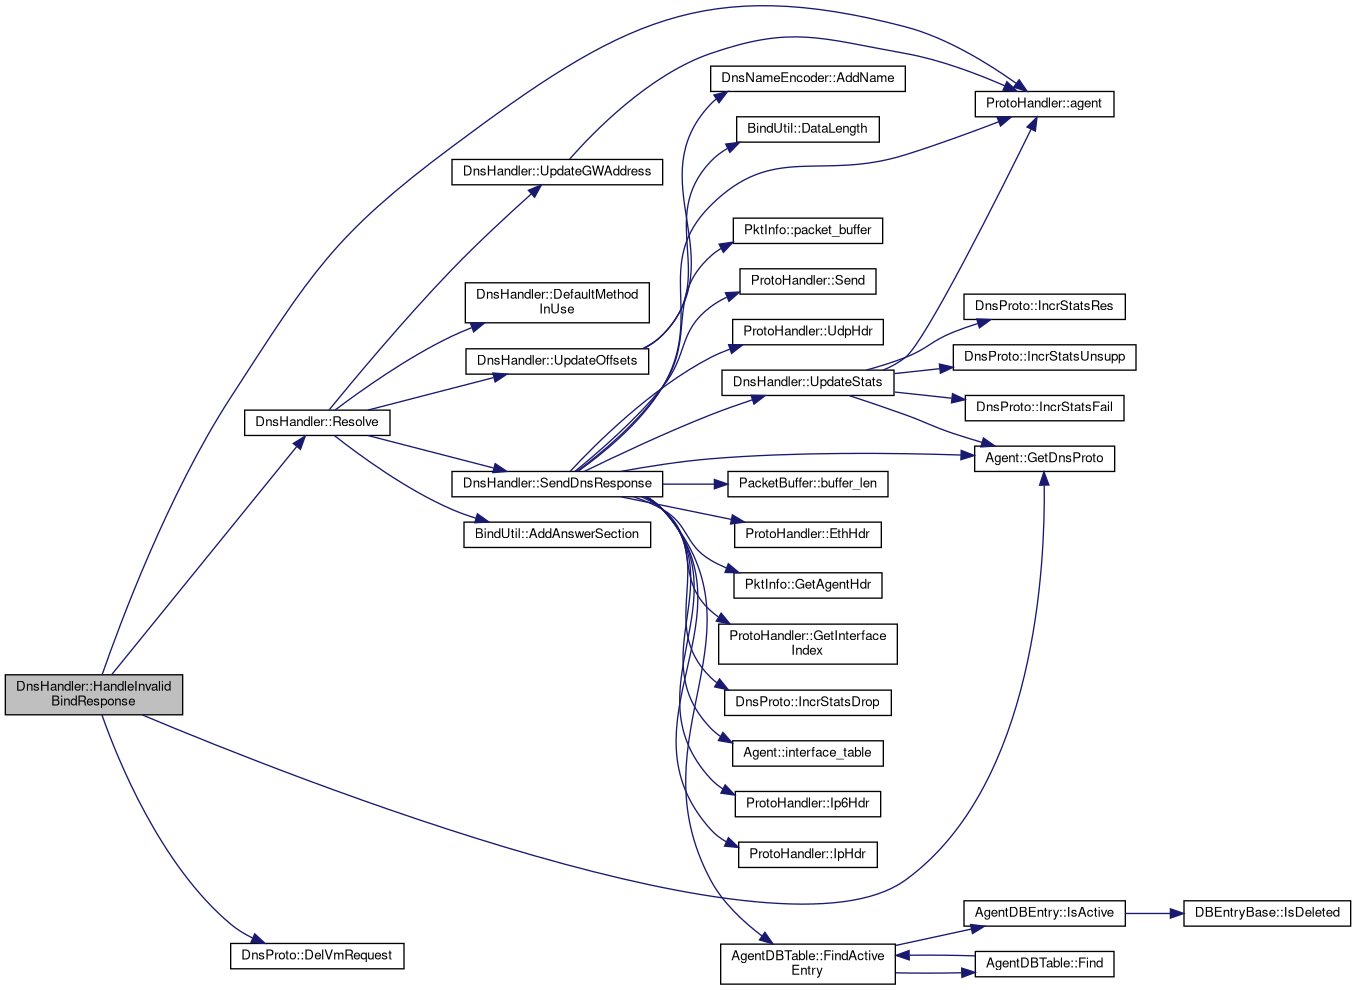 DnsNameEncoder::AddName
ProtoHandler::agent
BindUtil::DataLength
DnsHandler::UpdateGWAddress
PktInfo::packet_buffer
ProtoHandler::Send
DnsHandler::DefaultMethod
InUse
DnsProto::IncrStatsRes
ProtoHandler::UdpHdr
DnsHandler::UpdateOffsets
DnsProto::IncrStatsUnsupp
DnsHandler::UpdateStats
DnsProto::IncrStatsFail
DnsHandler::Resolve
Agent::GetDnsProto
DnsHandler::SendDnsResponse
PacketBuffer::buffer_len
BindUtil::AddAnswerSection
ProtoHandler::EthHdr
PktInfo::GetAgentHdr
ProtoHandler::GetInterface
Index
DnsHandler::HandleInvalid
BindResponse
DnsProto::IncrStatsDrop
Agent::interface_table
ProtoHandler::Ip6Hdr
ProtoHandler::IpHdr
AgentDBEntry::IsActive
DBEntryBase::IsDeleted
DnsProto::DelVmRequest
AgentDBTable::FindActive
Entry
AgentDBTable::Find